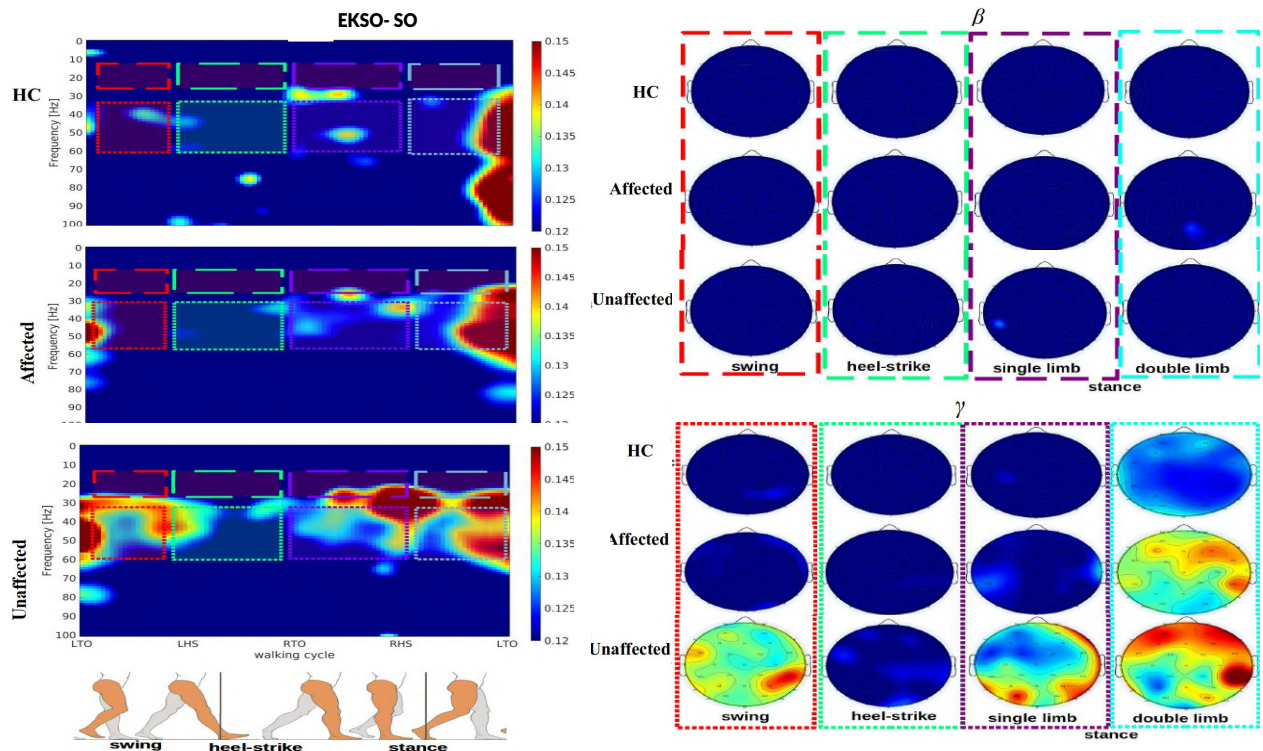 EKSO- SO
HC
Frequency [Hz]
0
10
20
30
40
50
60
70
80
90
100
0.15
0.145
0.14
0.135
0.13
0.125
0.12
Affected
Frequency [Hz]
0
10
20
30
40
50
60
70
80
90
0.15
0.145
0.14
0.135
0.13
0.125
0.12
Unaffected
Frequency [Hz]
0
10
20
30
40
50
60
70
80
90
100
0.15
0.145
0.14
0.135
0.13
0.125
0.12
LTO LHS RTO RHS LTO
walking cycle
swing heel-strike stance
β
HC
Affected
Unaffected
swing heel-strike single limb double limb
stance
γ
HC
Affected
Unaffected
swing heel-strike single limb double limb
stance